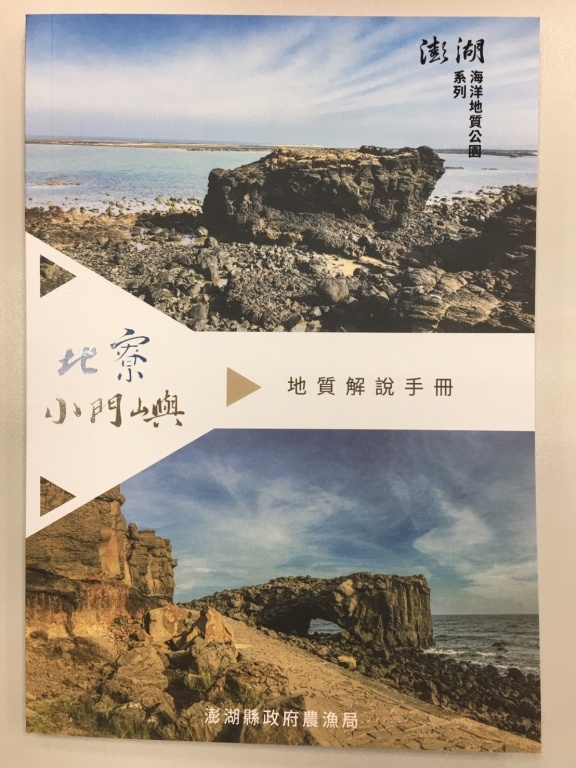 澎湖
海洋地質公園
系列
北寮
小門嶼
地質解說手冊
澎湖縣政府農漁局